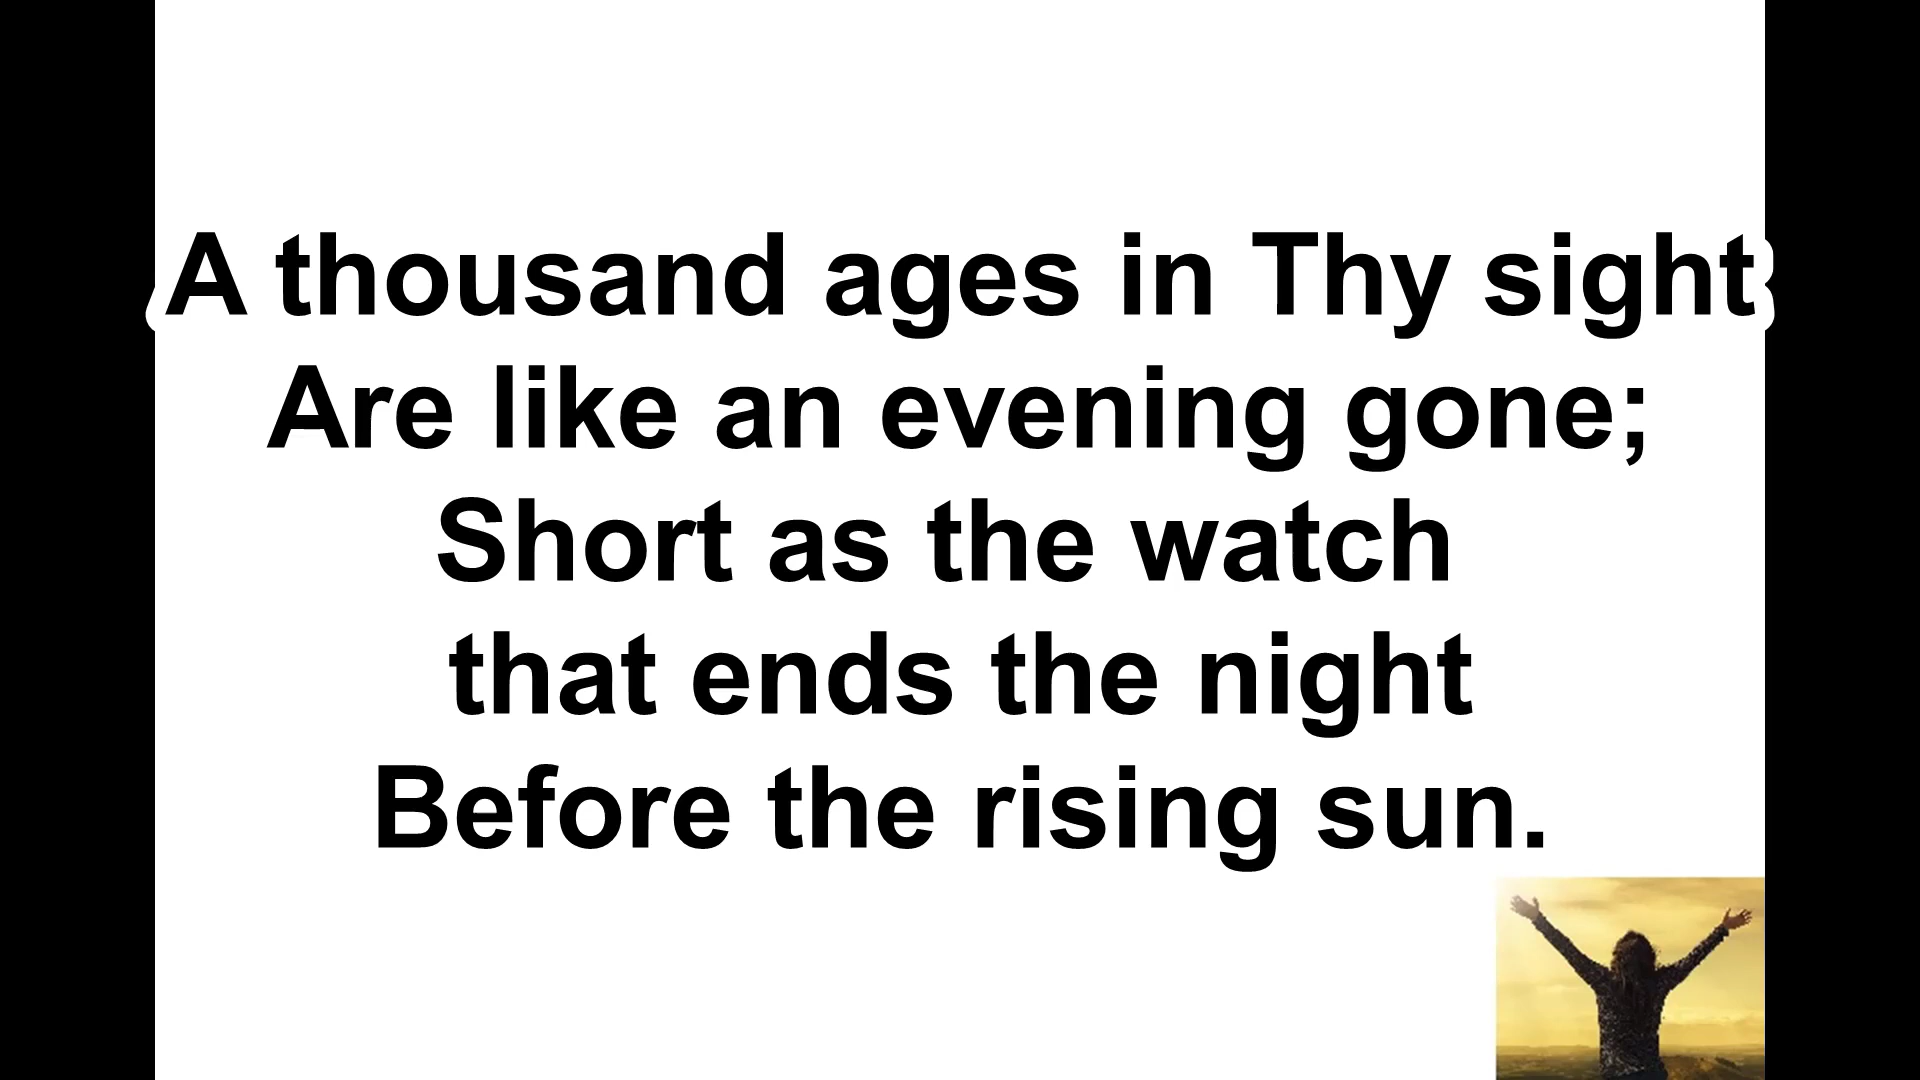 A thousand ages in Thy sight
Are like an evening gone;
Short as the watch
that ends the night
Before the rising sun.